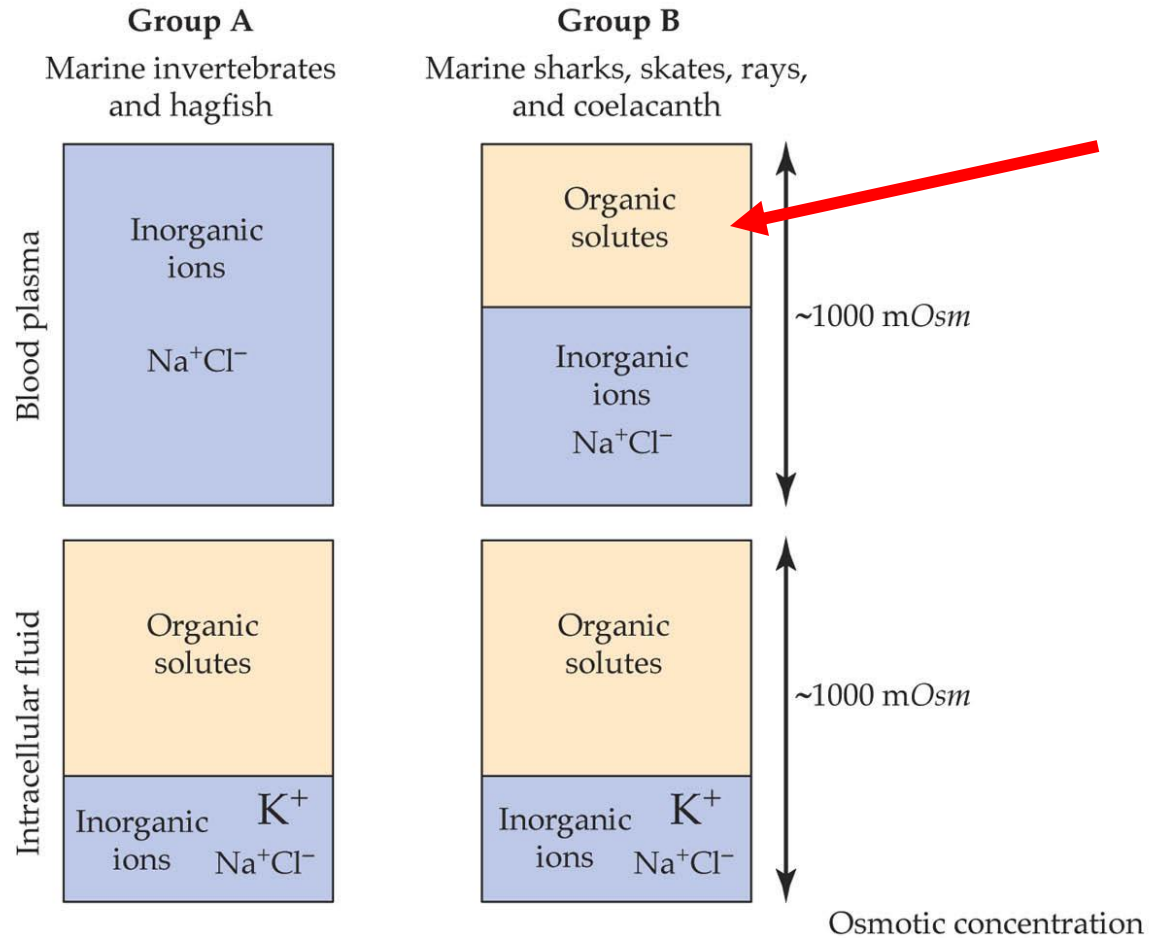 Group A
Marine invertebrates
and hagfish
Group B
Marine sharks, skates, rays,
and coelacanth
Blood plasma
Inorganic
ions
Na⁺Cl⁻
Organic
solutes
Inorganic
ions
Na⁺Cl⁻
~1000 mOsm
Intracellular fluid
Organic
solutes
Inorganic
ions
K⁺
Na⁺Cl⁻
Organic
solutes
Inorganic
ions
K⁺
Na⁺Cl⁻
~1000 mOsm
Osmotic concentration